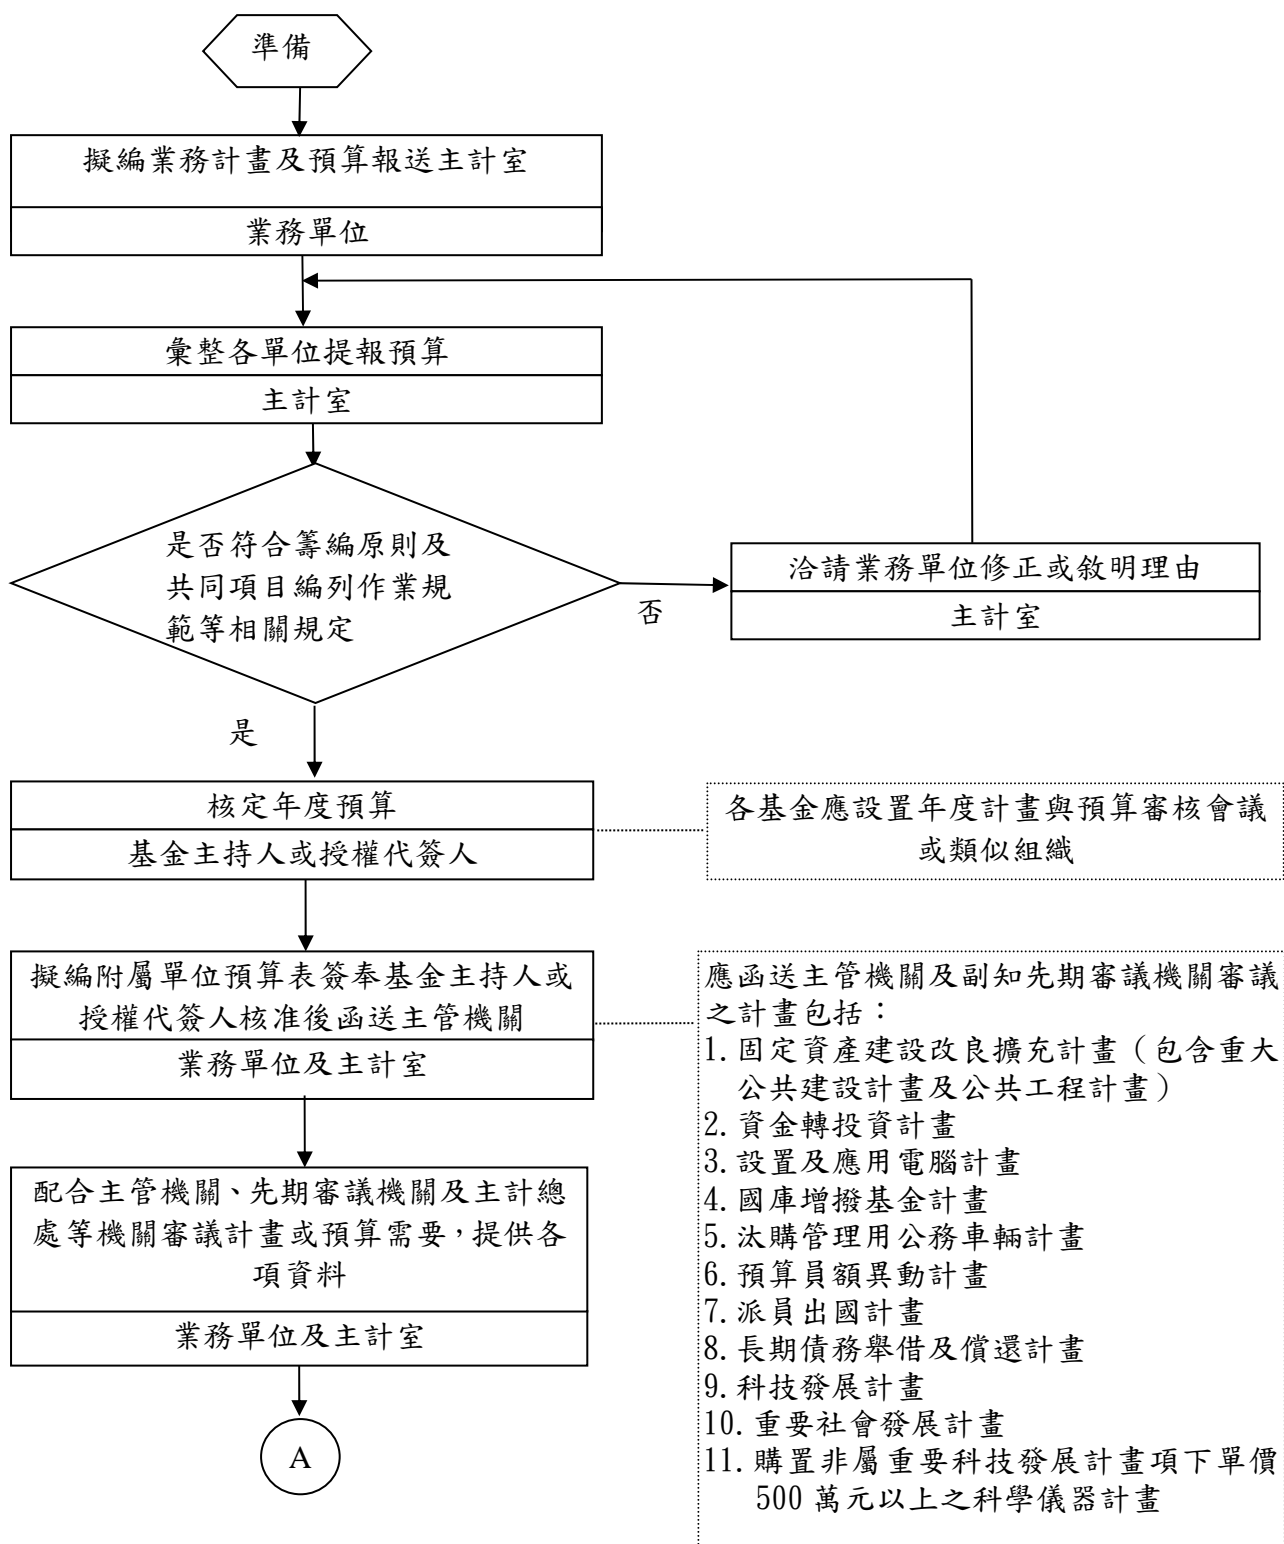 準備
擬編業務計畫及預算報送主計室
業務單位
彙整各單位提報預算
主計室
是否符合籌編原則及
共同項目編列作業規
範等相關規定
否
洽請業務單位修正或敘明理由
主計室
是
核定年度預算
基金主持人或授權代簽人
各基金應設置年度計畫與預算審核會議
或類似組織
擬編附屬單位預算表簽奉基金主持人或
授權代簽人核准後函送主管機關
業務單位及主計室
應函送主管機關及副知先期審議機關審議
之計畫包括：
1.固定資產建設改良擴充計畫（包含重大
公共建設計畫及公共工程計畫）
2.資金轉投資計畫
3.設置及應用電腦計畫
4.國庫增撥基金計畫
5.汰購管理用公務車輛計畫
6.預算員額異動計畫
7.派員出國計畫
8.長期債務舉借及償還計畫
9.科技發展計畫
10.重要社會發展計畫
11.購置非屬重要科技發展計畫項下單價
500 萬元以上之科學儀器計畫
配合主管機關、先期審議機關及主計總
處等機關審議計畫或預算需要，提供各
項資料
業務單位及主計室
A